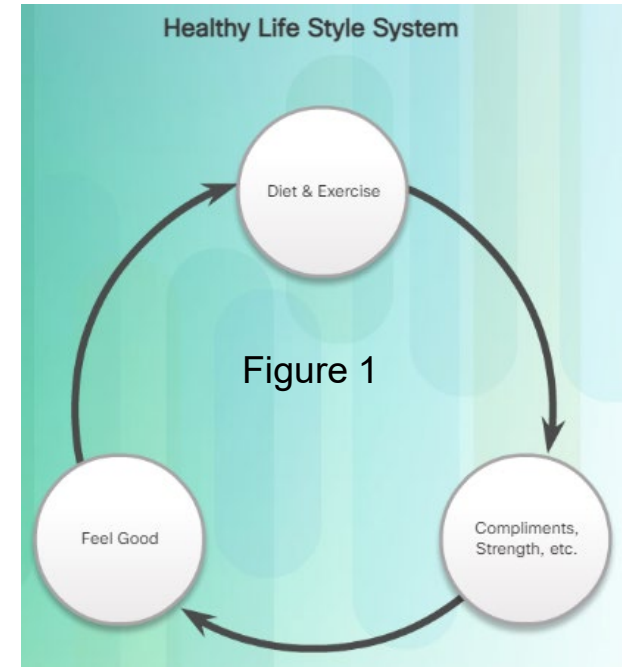 Healthy Life Style System
Diet & Exercise
Figure 1
Feel Good
Compliments,
Strength, etc.